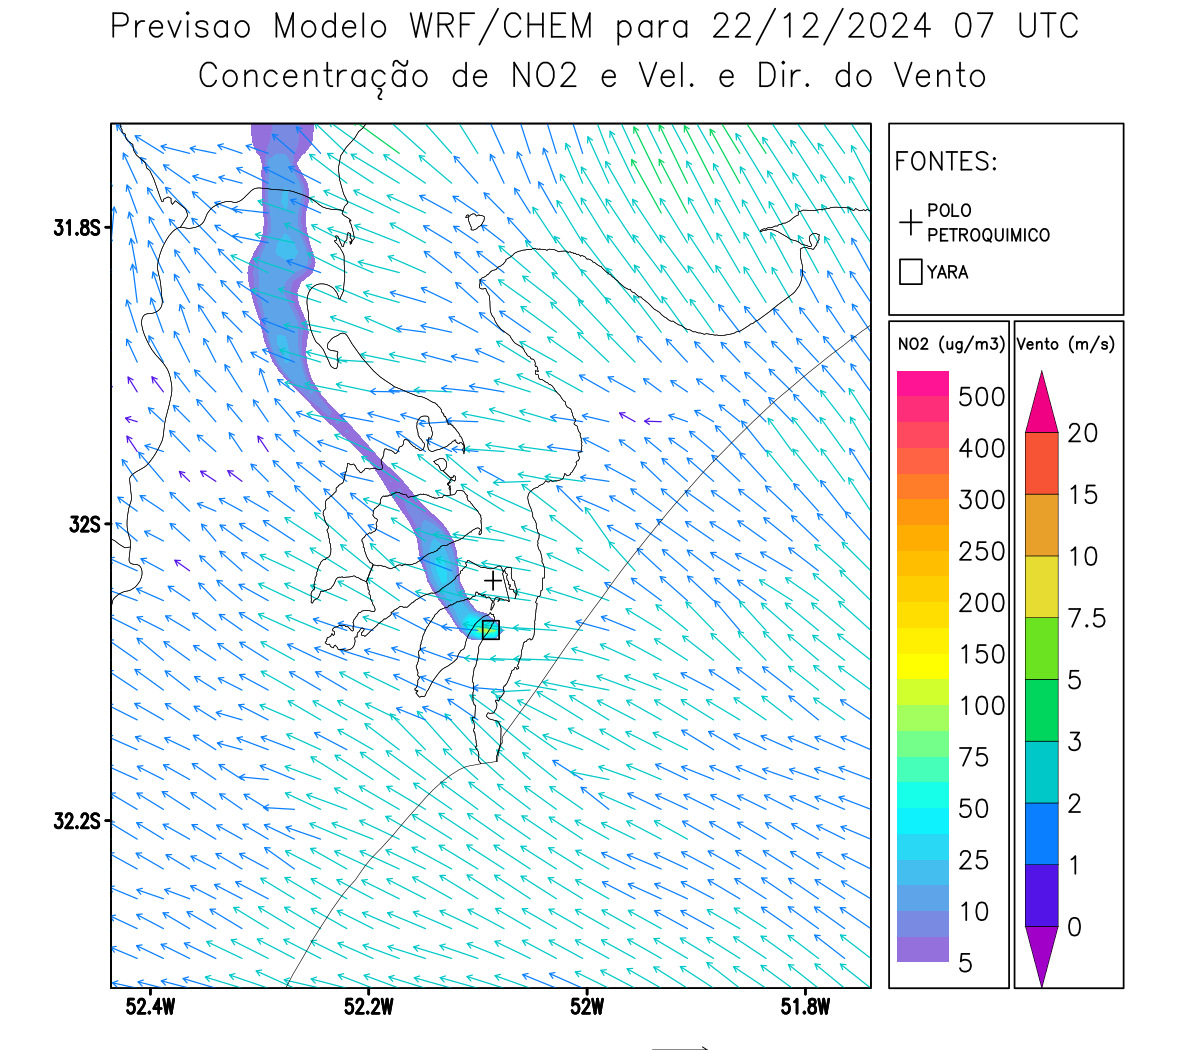 Previsao Modelo WRF/CHEM para 22/12/2024 07 UTC
Concentração de NO2 e Vel. e Dir. do Vento
FONTES:
POLO
PETROQUIMICO
YARA
NO2 (ug/m3)
500
400
300
250
200
150
100
75
50
25
10
5
Vento (m/s)
20
15
10
7.5
5
3
2
1
0
31.8S
32S
32.2S
52.4W
52.2W
52W
51.8W